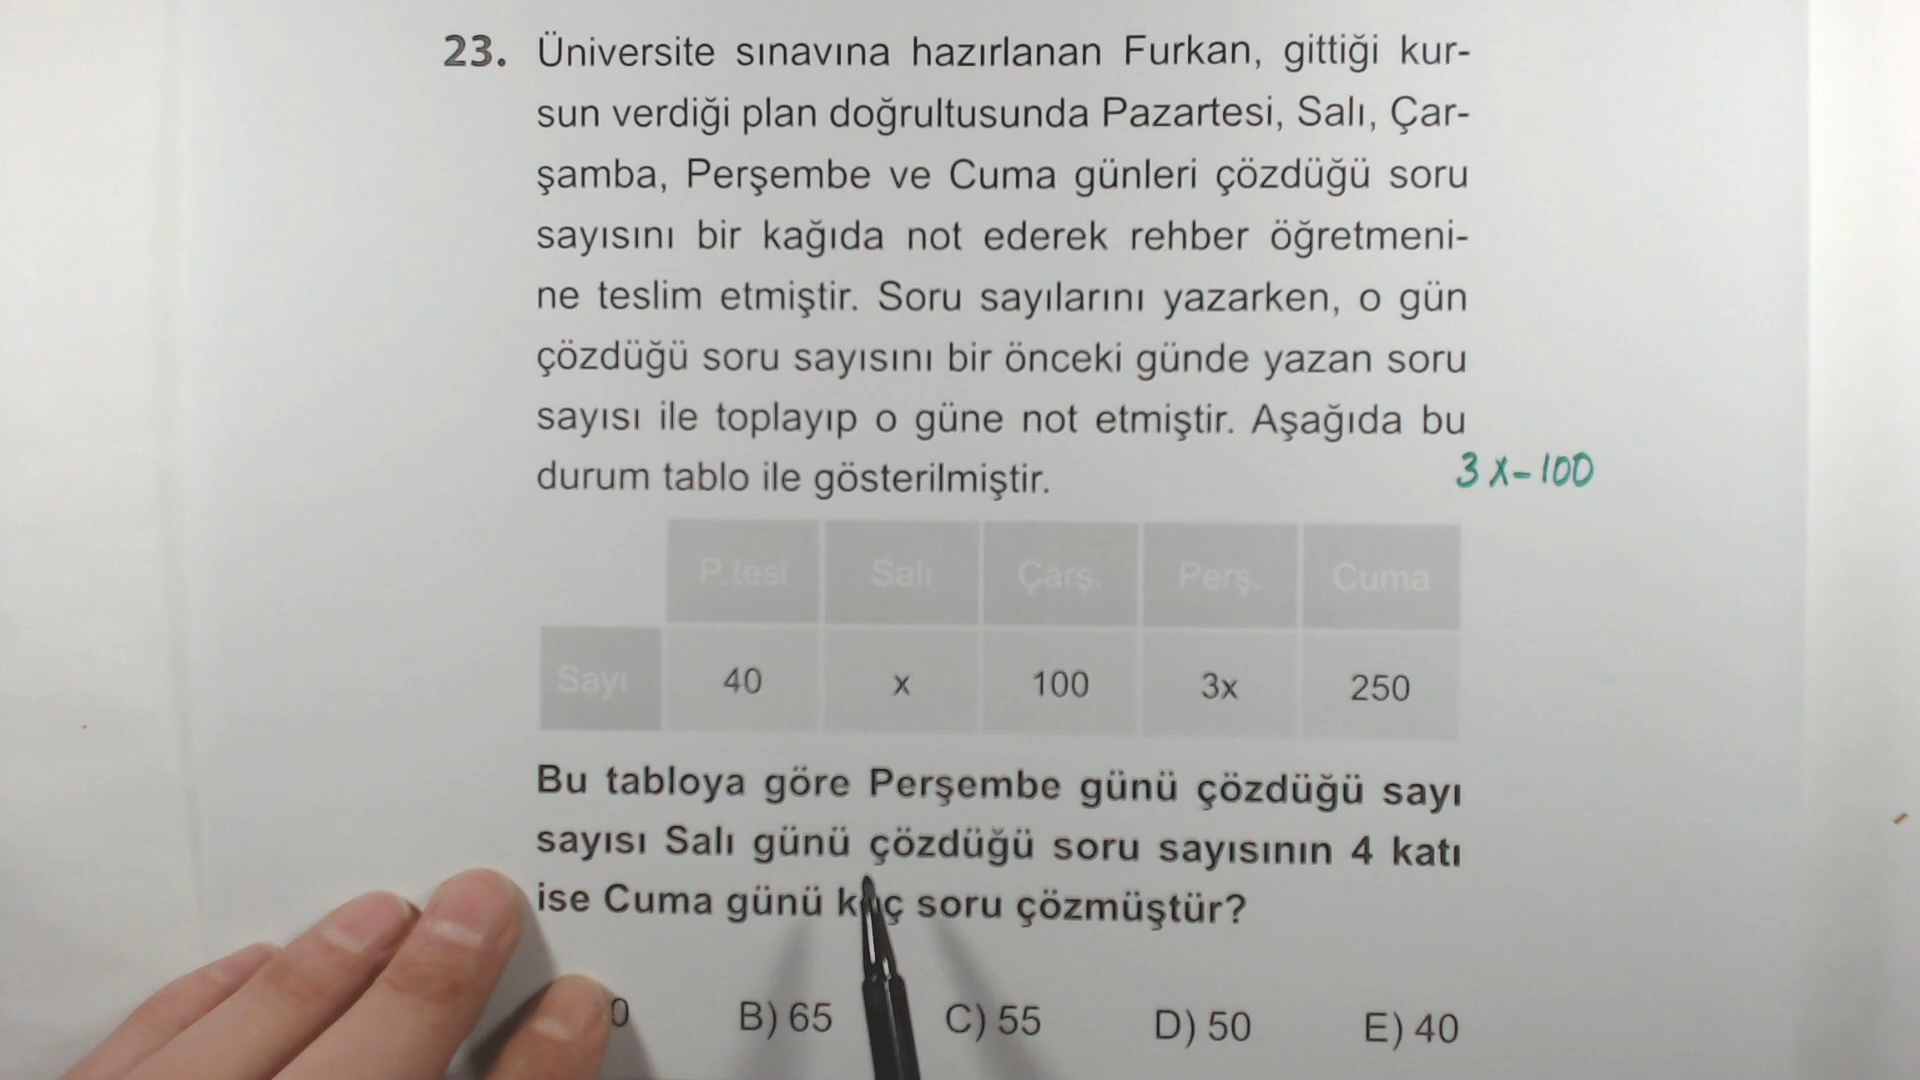 23. Üniversite sınavına hazırlanan Furkan, gittiği kur-
sun verdiği plan doğrultusunda Pazartesi, Salı, Çar-
şamba, Perşembe ve Cuma günleri çözdüğü soru
sayısını bir kağıda not ederek rehber öğretmeni-
ne teslim etmiştir. Soru sayılarını yazarken, o gün
çözdüğü soru sayısını bir önceki günde yazan soru
sayısı ile toplayıp o güne not etmiştir. Aşağıda bu
durum tablo ile gösterilmiştir.
3x-100
P.tesi Salı Çarş. Perş. Cuma
Sayı 40 x 100 3x 250
Bu tabloya göre Perşembe günü çözdüğü sayı
sayısı Salı günü çözdüğü soru sayısının 4 katı
ise Cuma günü soru çözmüştür?
B) 65 C) 55 D) 50 E) 40